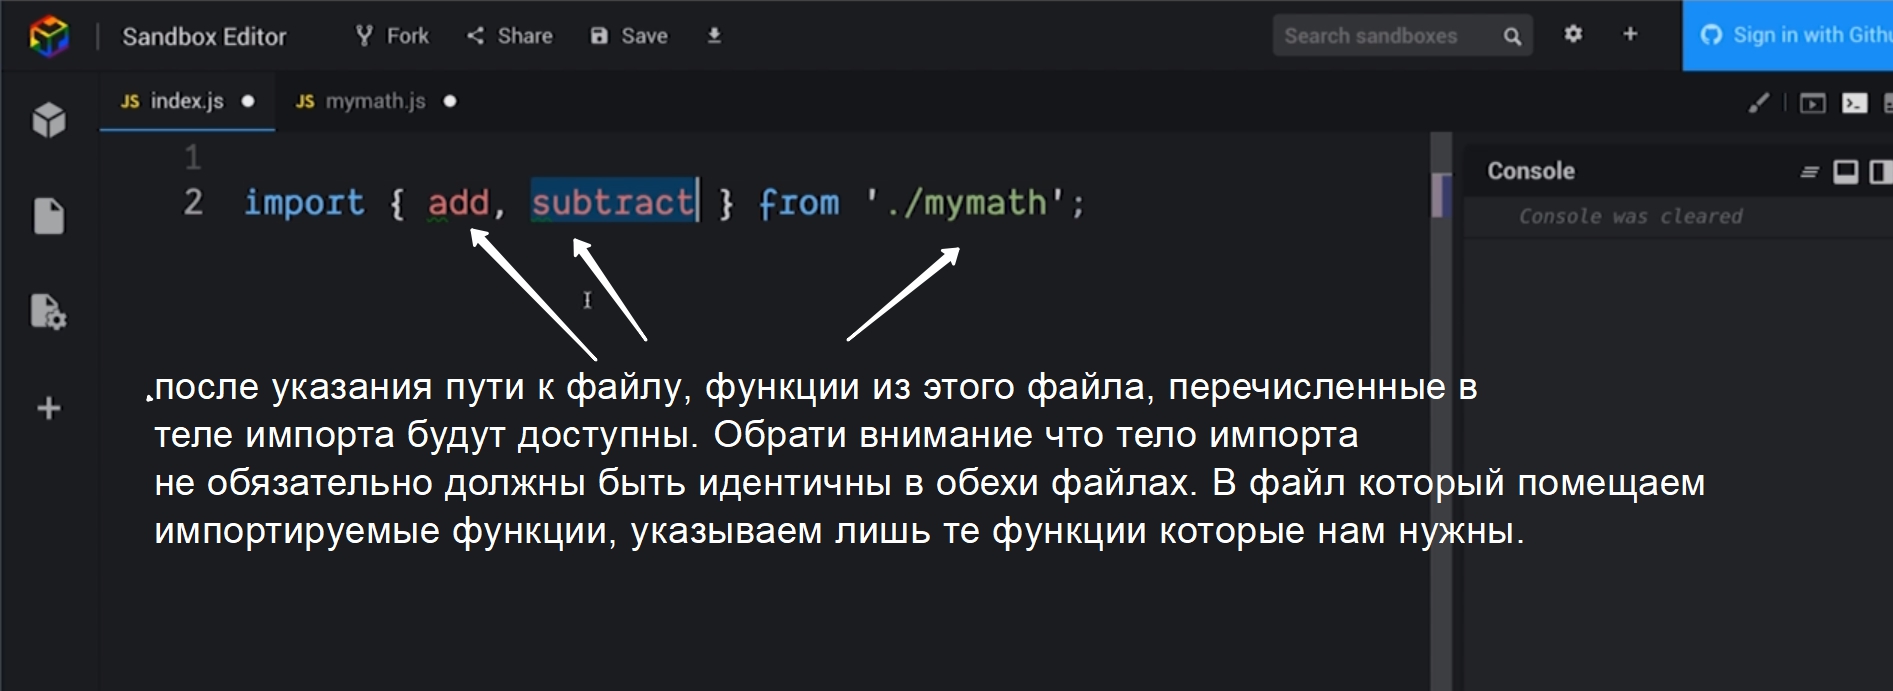 Sandbox Editor Fork Share Save Search sandboxes + Sign in with Githu
JS index.js JS mymath.js
1
2 import { add, subtract } from './mymath';
Console
Console was cleared
после указания пути к файлу, функции из этого файла, перечисленные в
теле импорта будут доступны. Обрати внимание что тело импорта
не обязательно должны быть идентичны в обехи файлах. В файл который помещаем
импортируемые функции, указываем лишь те функции которые нам нужны.